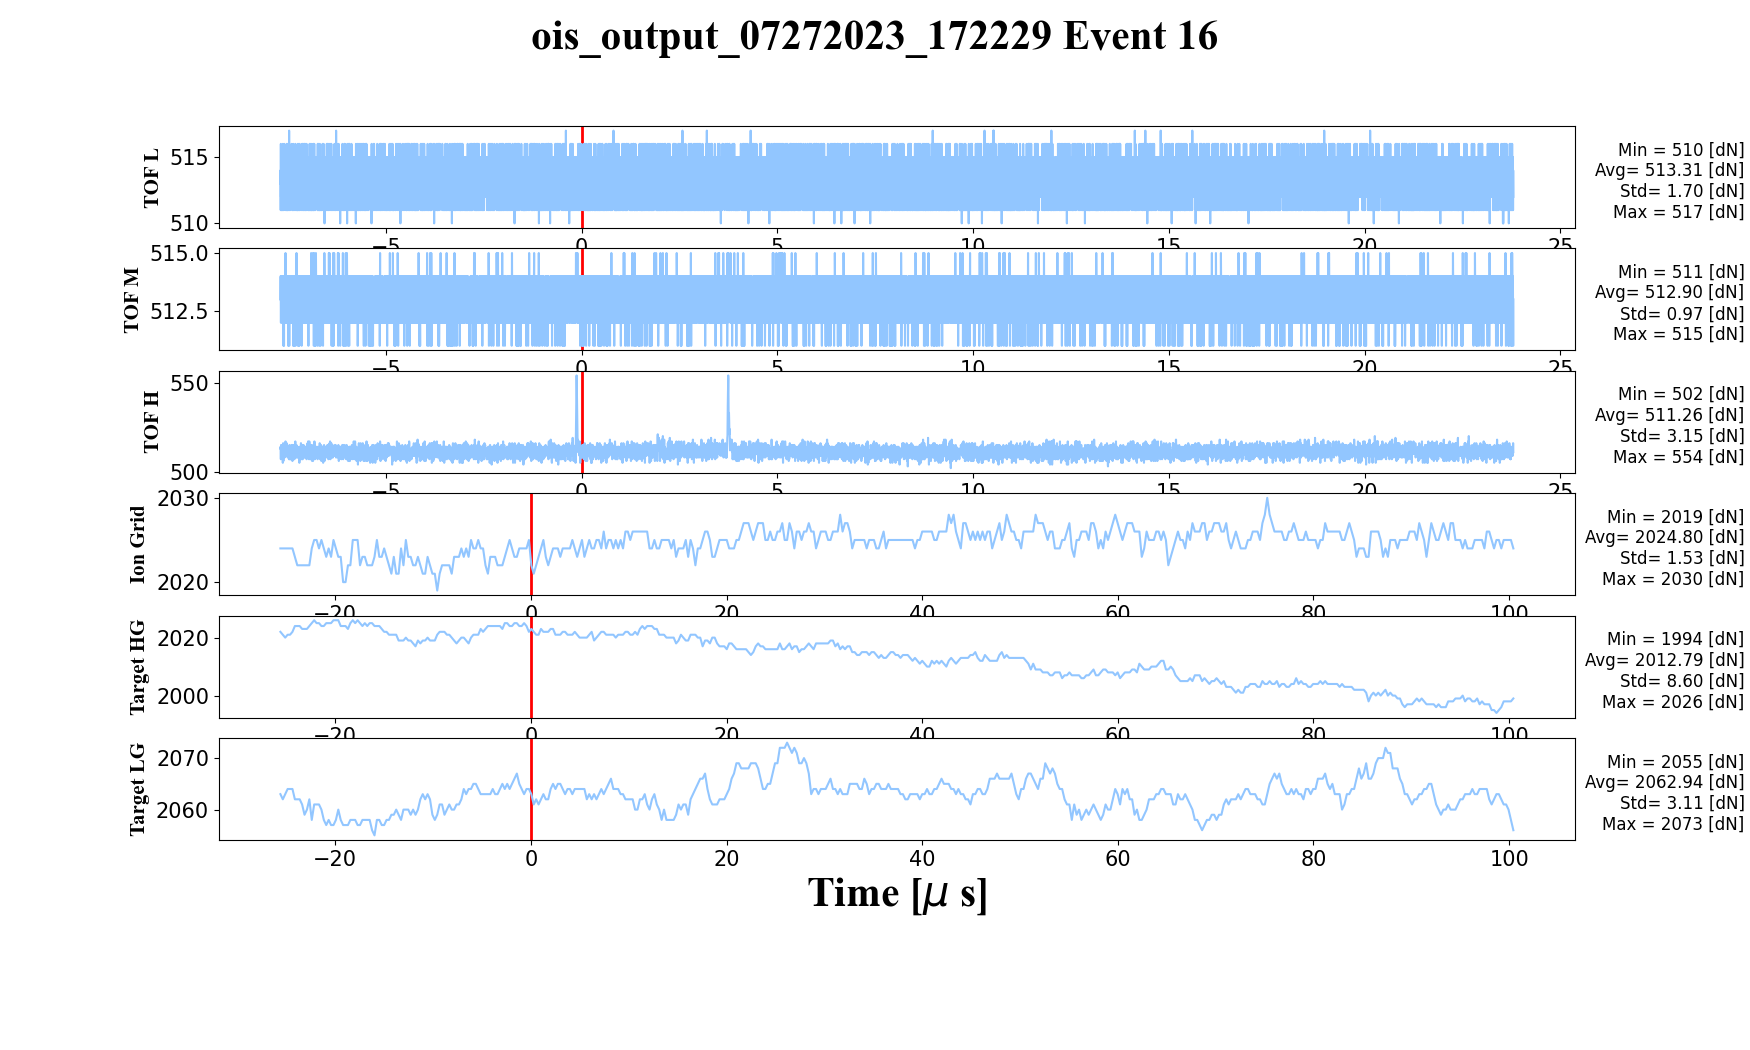 ois_output_07272023_172229 Event 16
TOF L
515
510
−5
0
5
10
15
20
25
Min = 510 [dN]
Avg= 513.31 [dN]
Std= 1.70 [dN]
Max = 517 [dN]
TOF M
515.0
512.5
−5
0
5
10
15
20
25
Min = 511 [dN]
Avg= 512.90 [dN]
Std= 0.97 [dN]
Max = 515 [dN]
TOF H
550
500
−5
0
5
10
15
20
25
Min = 502 [dN]
Avg= 511.26 [dN]
Std= 3.15 [dN]
Max = 554 [dN]
Ion Grid
2030
2020
−20
0
20
40
60
80
100
Min = 2019 [dN]
Avg= 2024.80 [dN]
Std= 1.53 [dN]
Max = 2030 [dN]
Target HG
2020
2000
−20
0
20
40
60
80
100
Min = 1994 [dN]
Avg= 2012.79 [dN]
Std= 8.60 [dN]
Max = 2026 [dN]
Target LG
2070
2060
−20
0
20
40
60
80
100
Min = 2055 [dN]
Avg= 2062.94 [dN]
Std= 3.11 [dN]
Max = 2073 [dN]
Time [μ s]